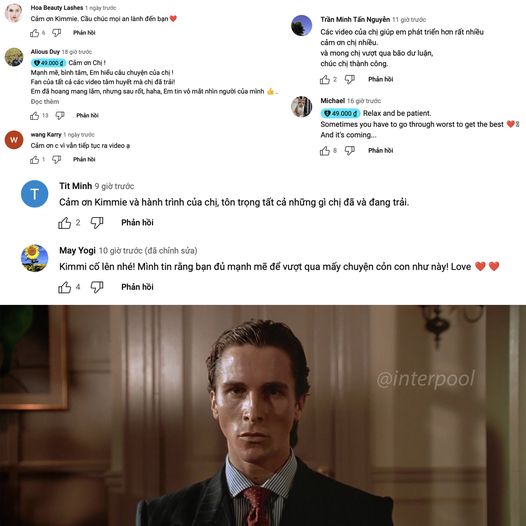 Hoa Beauty Lashes 1 ngày trước
Cảm ơn Kimmie. Cầu chúc mọi an lành đến bạn ❤️
6 Phản hồi
Alious Duy 18 giờ trước
49.000 ₫ Cảm ơn Chị !
Mạnh mẽ, bình tâm, Em hiểu câu chuyện của chị !
Fan của tất cả các video tâm huyết mà chị đã trải!
Em đã hoang mang lắm, nhưng sau rốt, haha, Em tin vô mắt nhìn người của mình 👍 .
Đọc thêm
13 Phản hồi
wang Karry 1 ngày trước
Cảm ơn c vì vẫn tiếp tục ra video ạ
1 Phản hồi
Trần Minh Tấn Nguyên 11 giờ trước
Các video của chị giúp em phát triển hơn rất nhiều
cảm ơn chị nhiều.
và mong chị vượt qua bão dư luận,
chúc chị thành công.
2 Phản hồi
Michael 16 giờ trước
49.000 ₫ Relax and be patient.
Sometimes you have to go through worst to get the best ❤️
And it's coming...
8 Phản hồi
Tit Minh 9 giờ trước
Cảm ơn Kimmie và hành trình của chị, tôn trọng tất cả những gì chị đã và đang trải.
2 Phản hồi
May Yogi 10 giờ trước (đã chỉnh sửa)
Kimmi cố lên nhé! Mình tin rằng bạn đủ mạnh mẽ để vượt qua mấy chuyện cỏn con như này! Love ❤️ ❤️
4 Phản hồi
@interpool